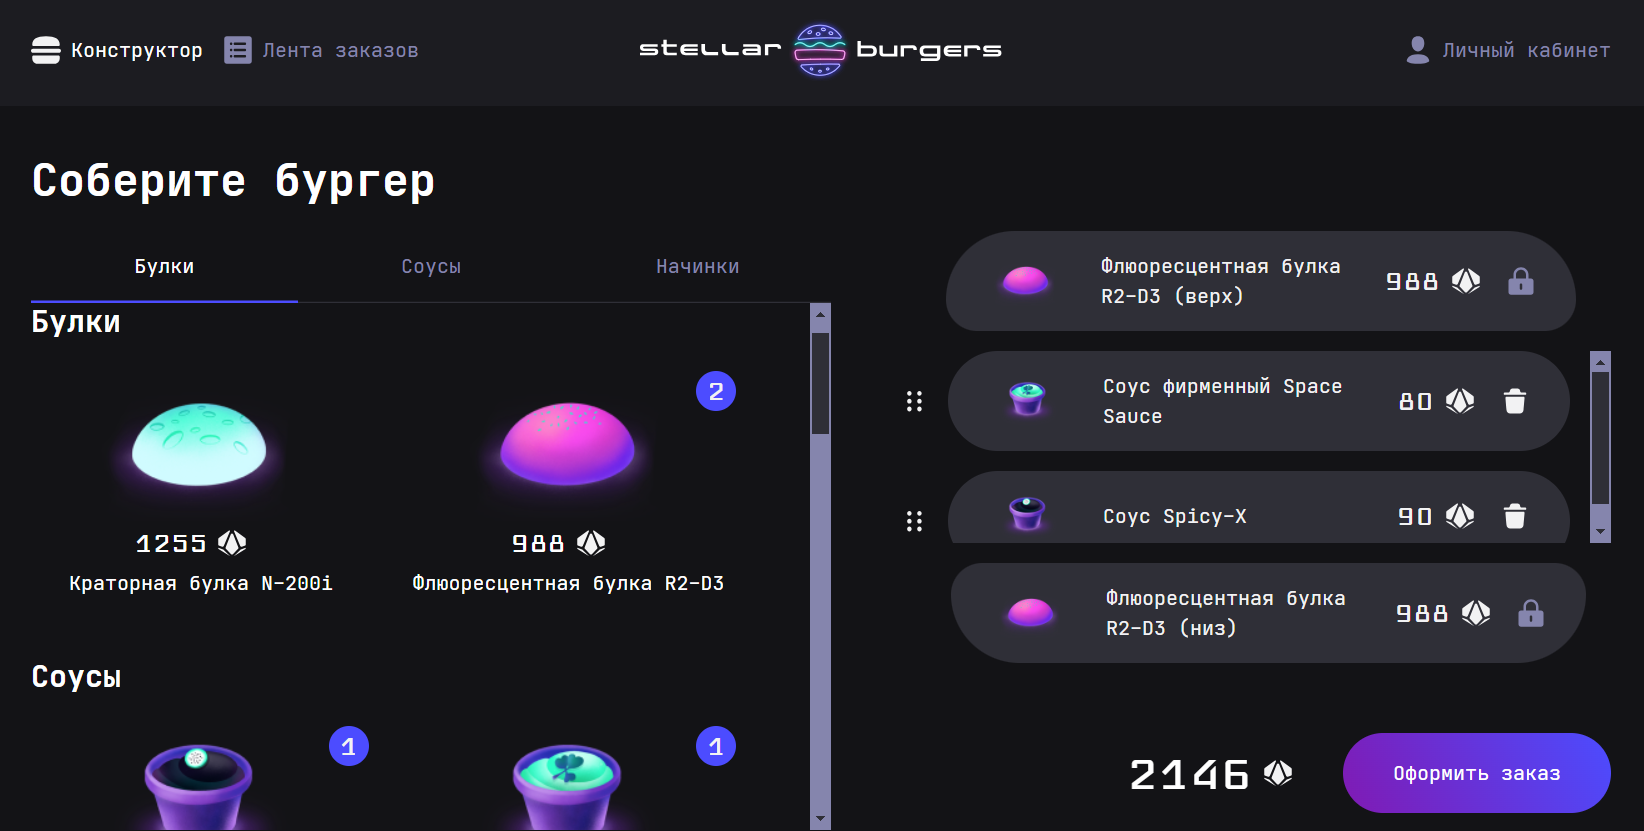 Конструктор
Лента заказов
stellar burgers
Личный кабинет
Соберите бургер
Булки
Соусы
Начинки
Булки
2
1255
988
Краторная булка N-200i
Флюоресцентная булка R2-D3
Соусы
1
1
Флюоресцентная булка
R2-D3 (верх)
988
Соус фирменный Space
Sauce
80
Соус Spicy-X
90
Флюоресцентная булка
R2-D3 (низ)
988
2146
Оформить заказ